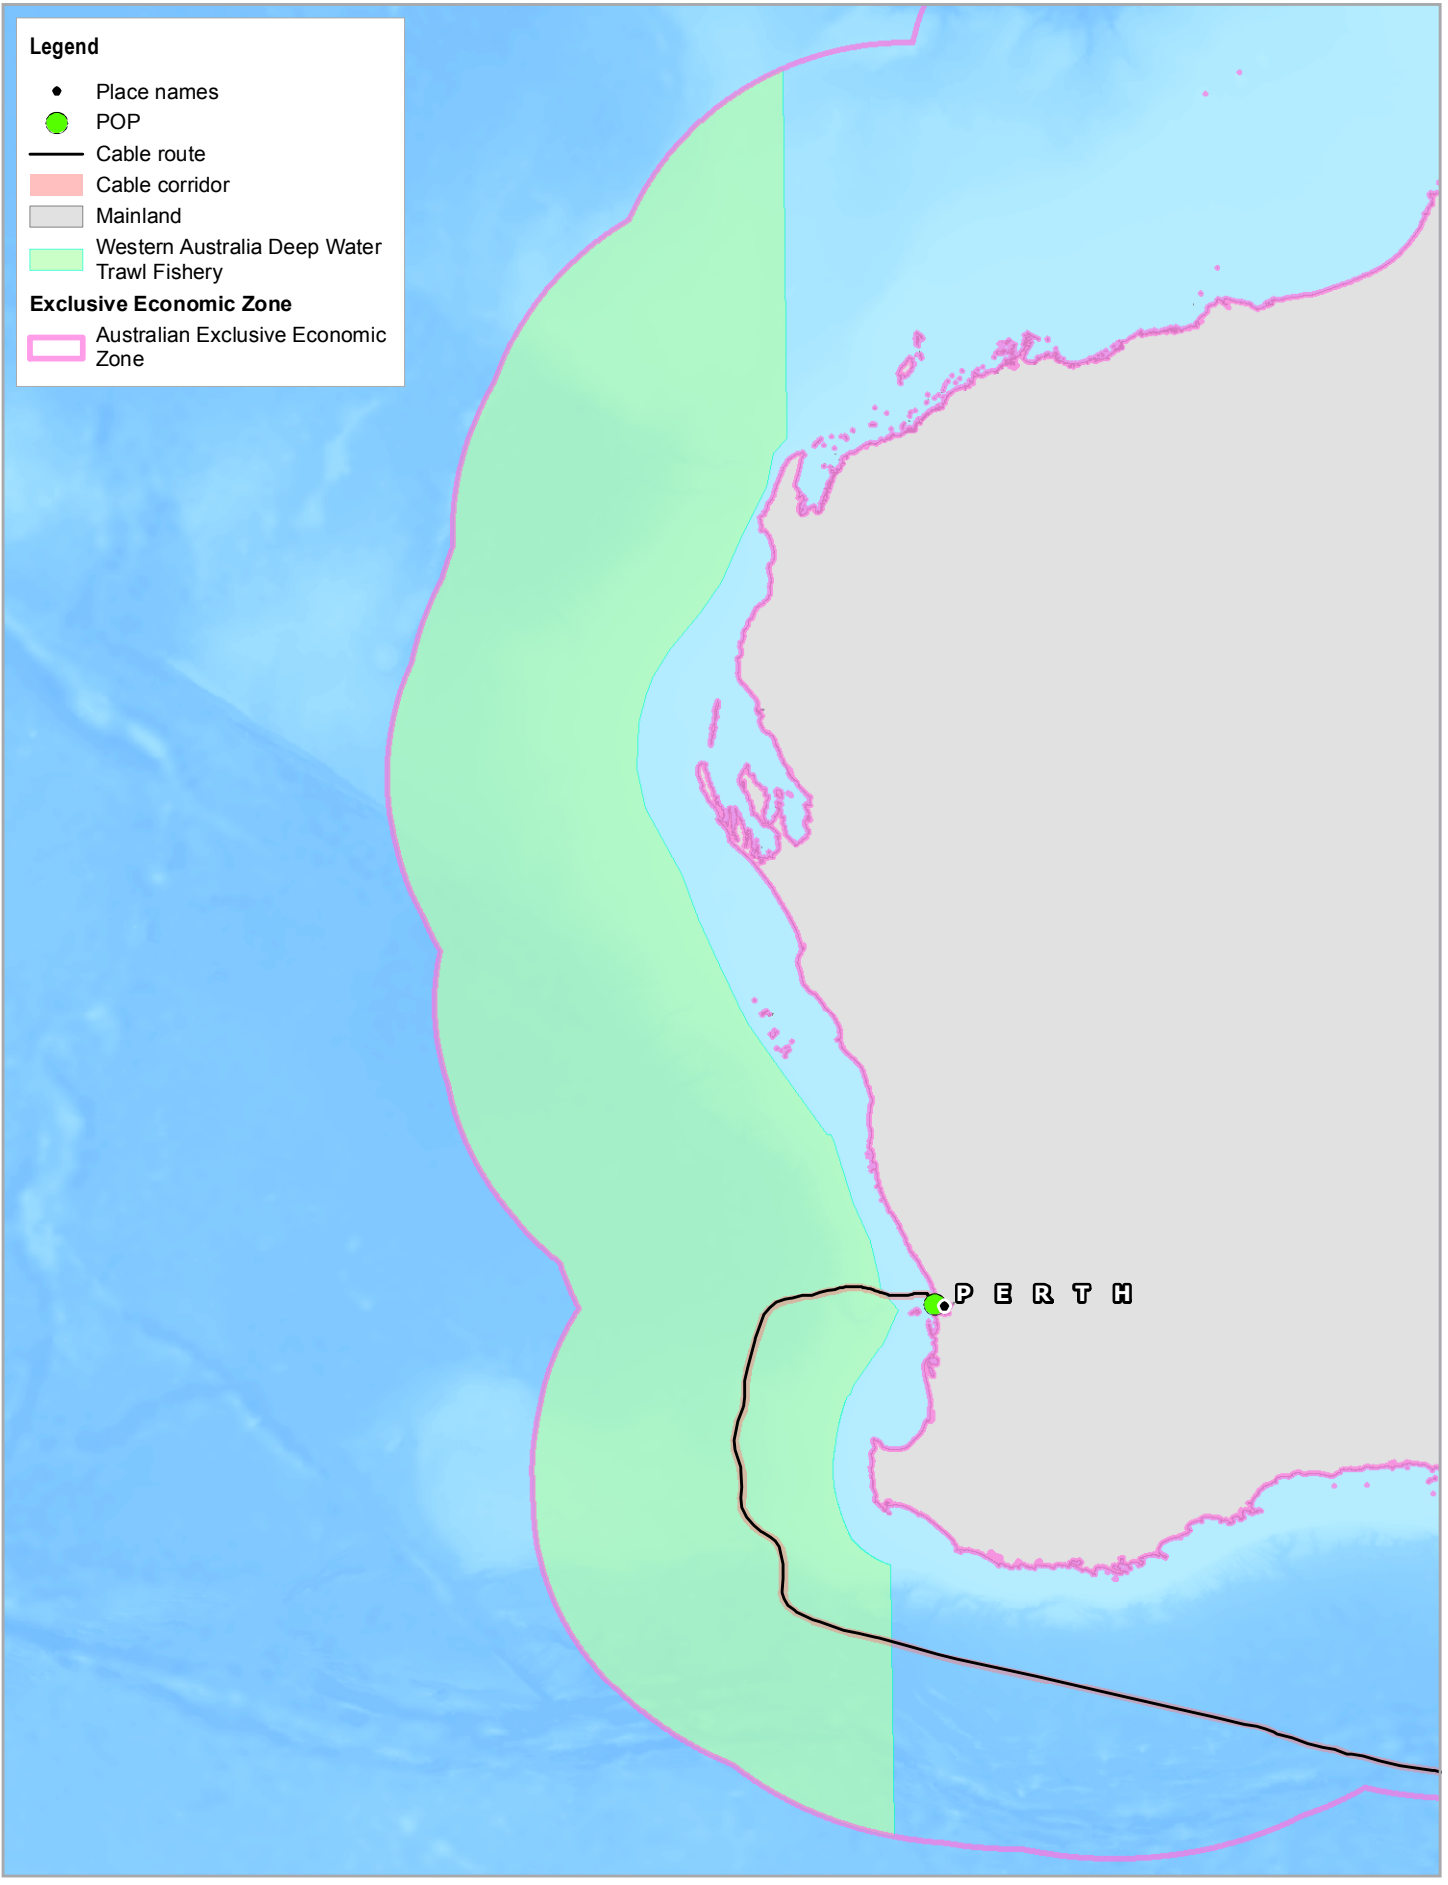 Legend
Place names
POP
Cable route
Cable corridor
Mainland
Western Australia Deep Water
Trawl Fishery
Exclusive Economic Zone
Australian Exclusive Economic
Zone
PERTH